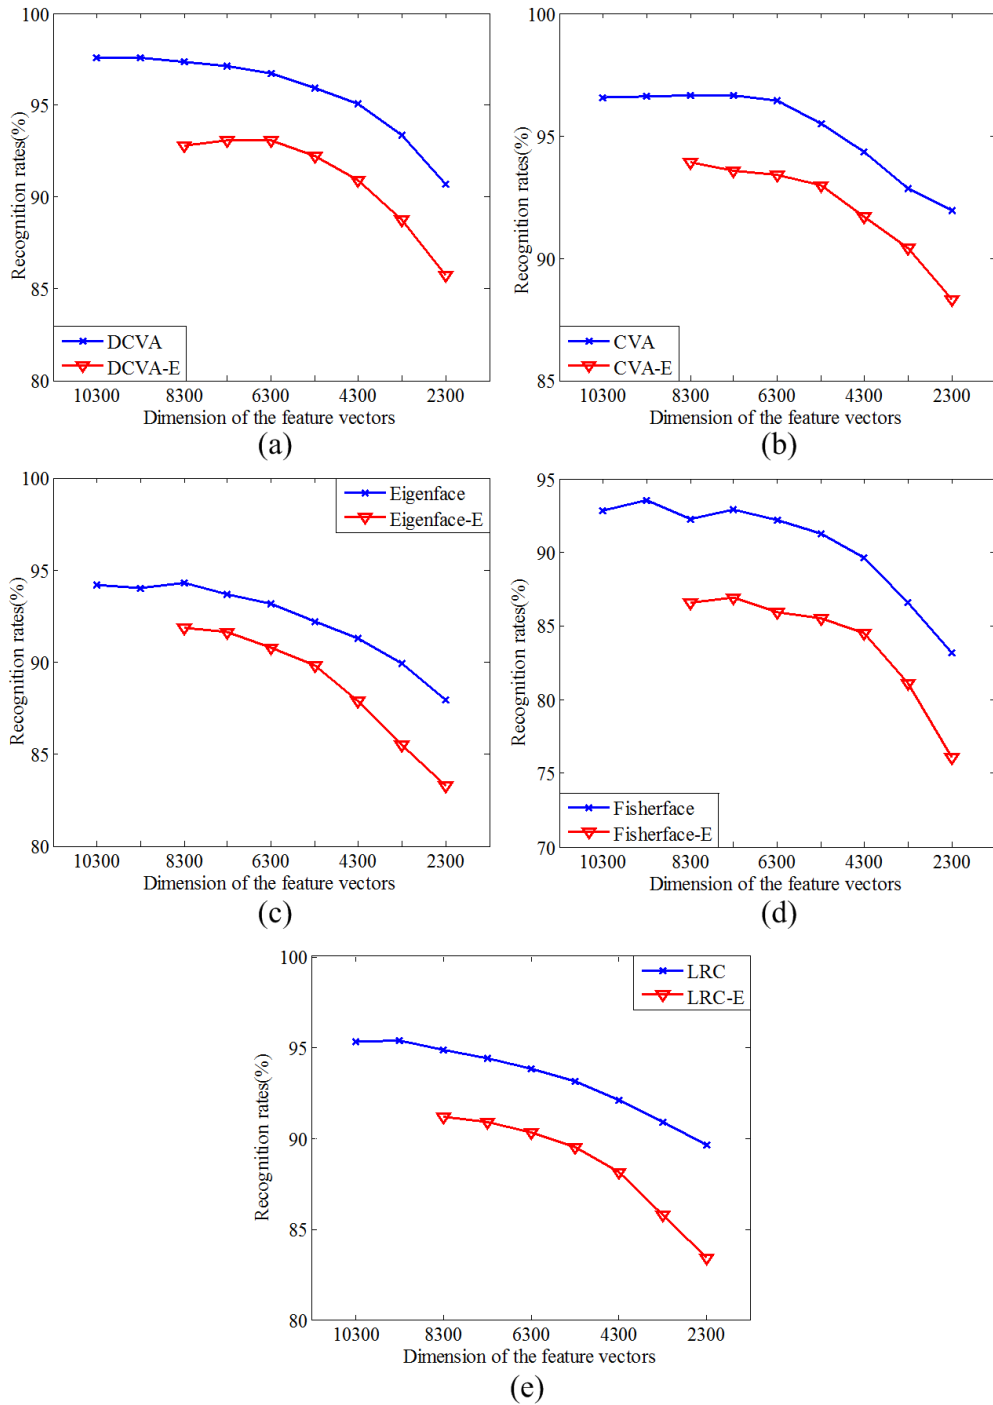 100
95
90
85
80
Recognition rates(%)
DCVA
DCVA-E
10300 8300 6300 4300 2300
Dimension of the feature vectors
(a)
100
95
90
85
Recognition rates(%)
CVA
CVA-E
10300 8300 6300 4300 2300
Dimension of the feature vectors
(b)
100
95
90
85
80
Recognition rates(%)
Eigenface
Eigenface-E
10300 8300 6300 4300 2300
Dimension of the feature vectors
(c)
95
90
85
80
75
70
Recognition rates(%)
Fisherface
Fisherface-E
10300 8300 6300 4300 2300
Dimension of the feature vectors
(d)
100
95
90
85
80
Recognition rates(%)
LRC
LRC-E
10300 8300 6300 4300 2300
Dimension of the feature vectors
(e)